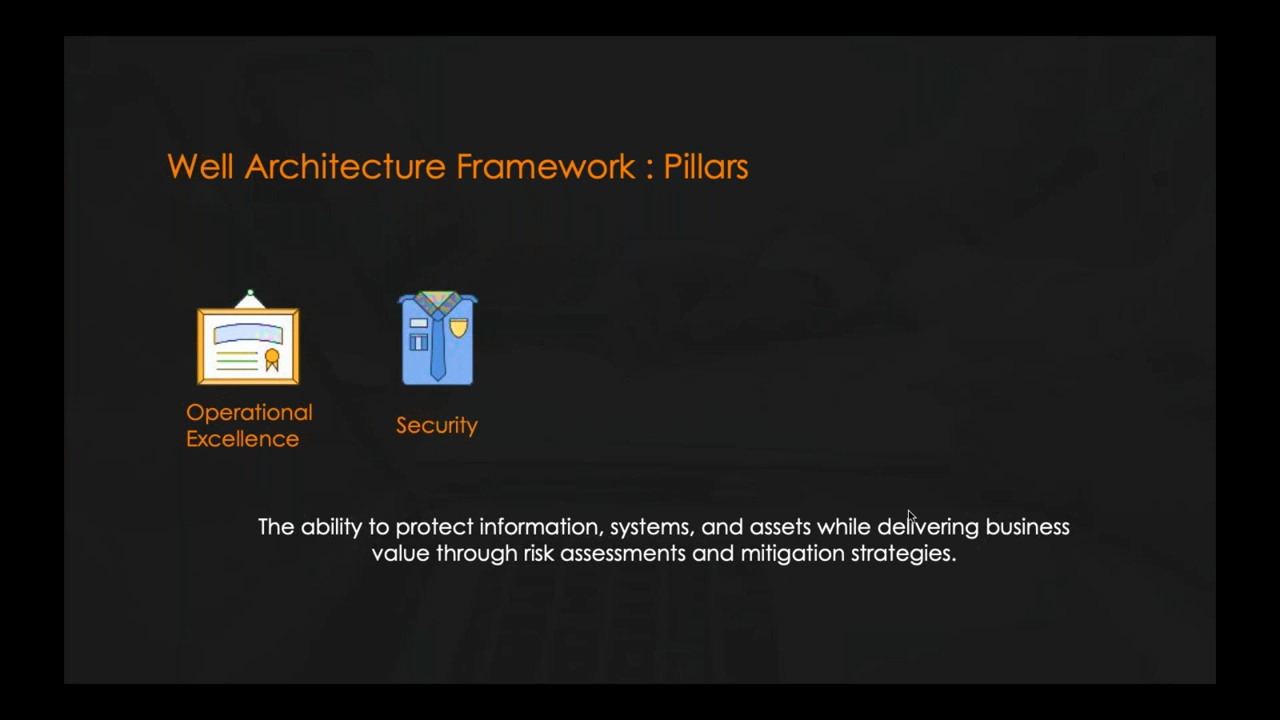 Well Architecture Framework : Pillars
Operational
Excellence
Security
The ability to protect information, systems, and assets while delivering business
value through risk assessments and mitigation strategies.